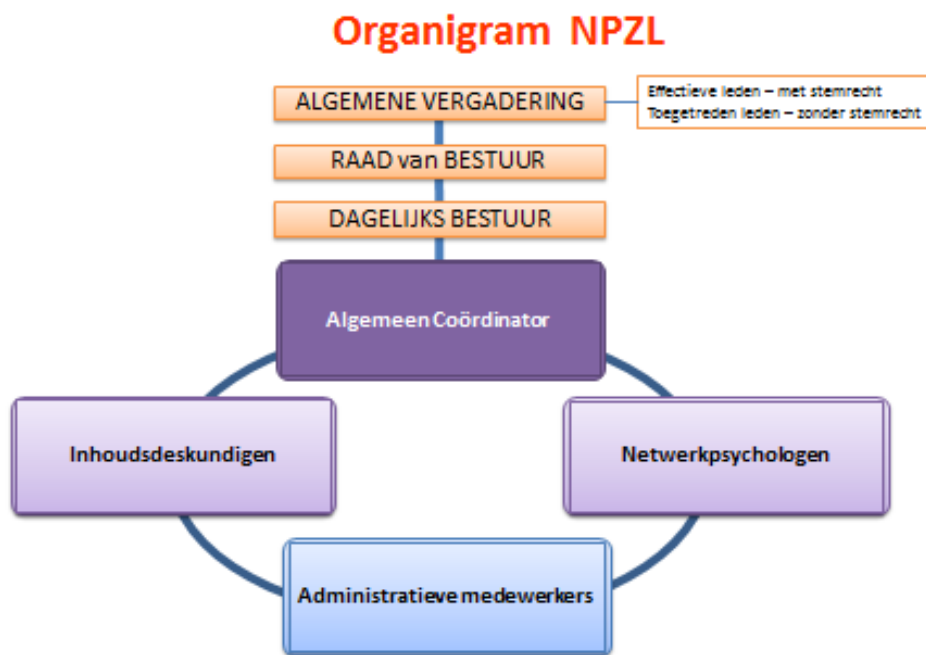 Organigram NPZL
ALGEMENE VERGADERING
Effectieve leden – met stemrecht
Toegetreden leden – zonder stemrecht
RAAD van BESTUUR
DAGELIJKS BESTUUR
Algemeen Coördinator
Inhoudsdeskundigen
Netwerkpsychologen
Administratieve medewerkers